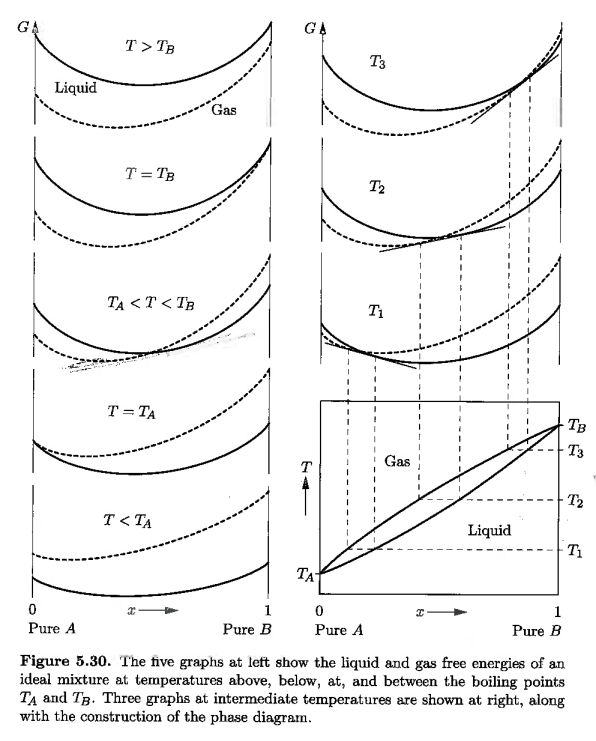 G
T > T_B
Liquid
Gas
T = T_B
T_A < T < T_B
T = T_A
T < T_A
0
x
1
Pure A
Pure B
G
T_3
T_2
T_1
T
Gas
Liquid
T_B
T_3
T_2
T_1
T_A
0
x
1
Pure A
Pure B
Figure 5.30. The five graphs at left show the liquid and gas free energies of an
ideal mixture at temperatures above, below, at, and between the boiling points
T_A and T_B. Three graphs at intermediate temperatures are shown at right, along
with the construction of the phase diagram.